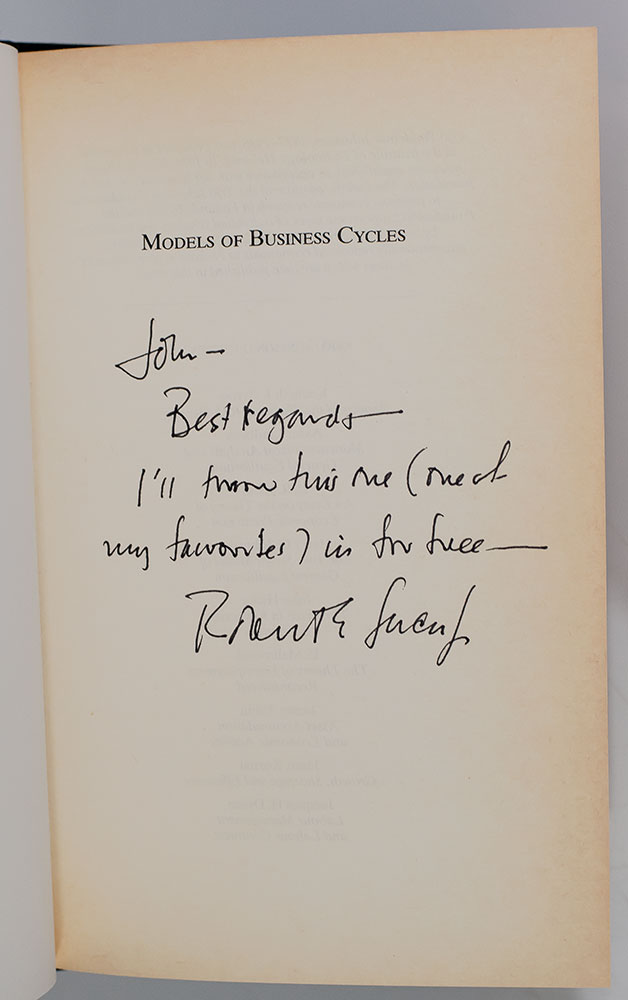 MODELS OF BUSINESS CYCLES
John —
Best regards —
I'll throw this one (one of
my favorites) in for free —
Robert E Lucas Jr